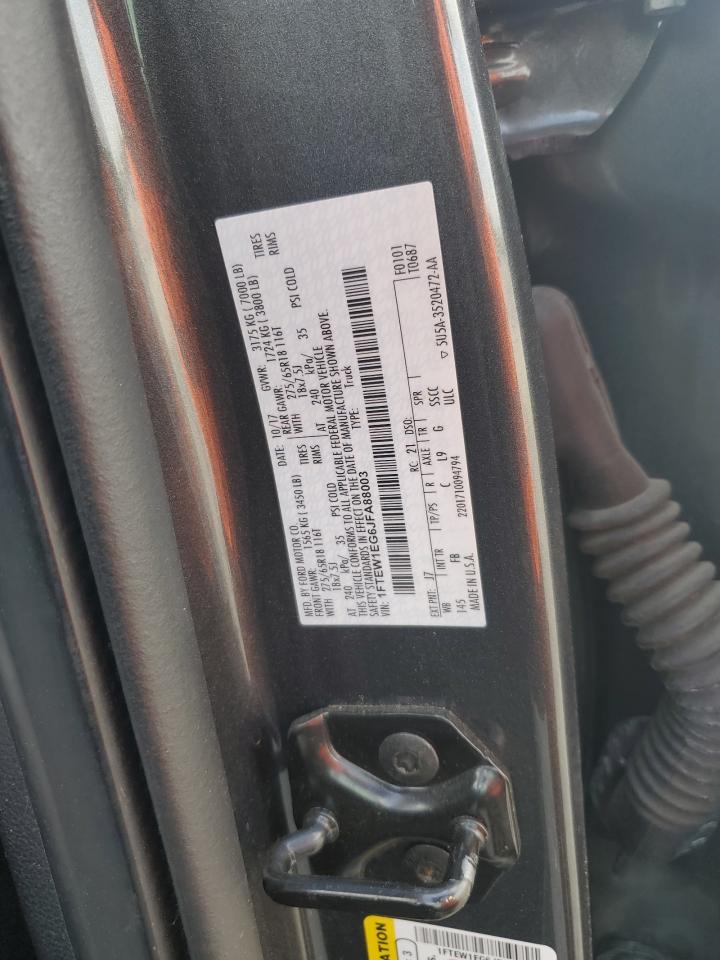 MFD. BY FORD MOTOR CO.
DATE: 10/17 GVWR: 3175 KG ( 7000 LB)
FRONT GAWR: 1565 KG ( 3450 LB) REAR GAWR: 1724 KG ( 3800 LB)
WITH 275/65R18 116T TIRES WITH 275/65R18 116T TIRES
18x7.5J RIMS 18x7.5J RIMS
AT 240 kPa/ 35 PSI COLD AT 240 kPa/ 35 PSI COLD
THIS VEHICLE CONFORMS TO ALL APPLICABLE FEDERAL MOTOR VEHICLE
SAFETY STANDARDS IN EFFECT ON THE DATE OF MANUFACTURE SHOWN ABOVE.
VIN: 1FTEW1EG6JFA88003 TYPE: Truck
F0101
T0687
EXT PNT: J7 RC: 21 DSO:
WB INT TR TP/PS R AXLE TR SPR
145 FB C L9 G SSCC
MADE IN U.S.A. 2201710094794 ULC
5U5A-3520472-AA